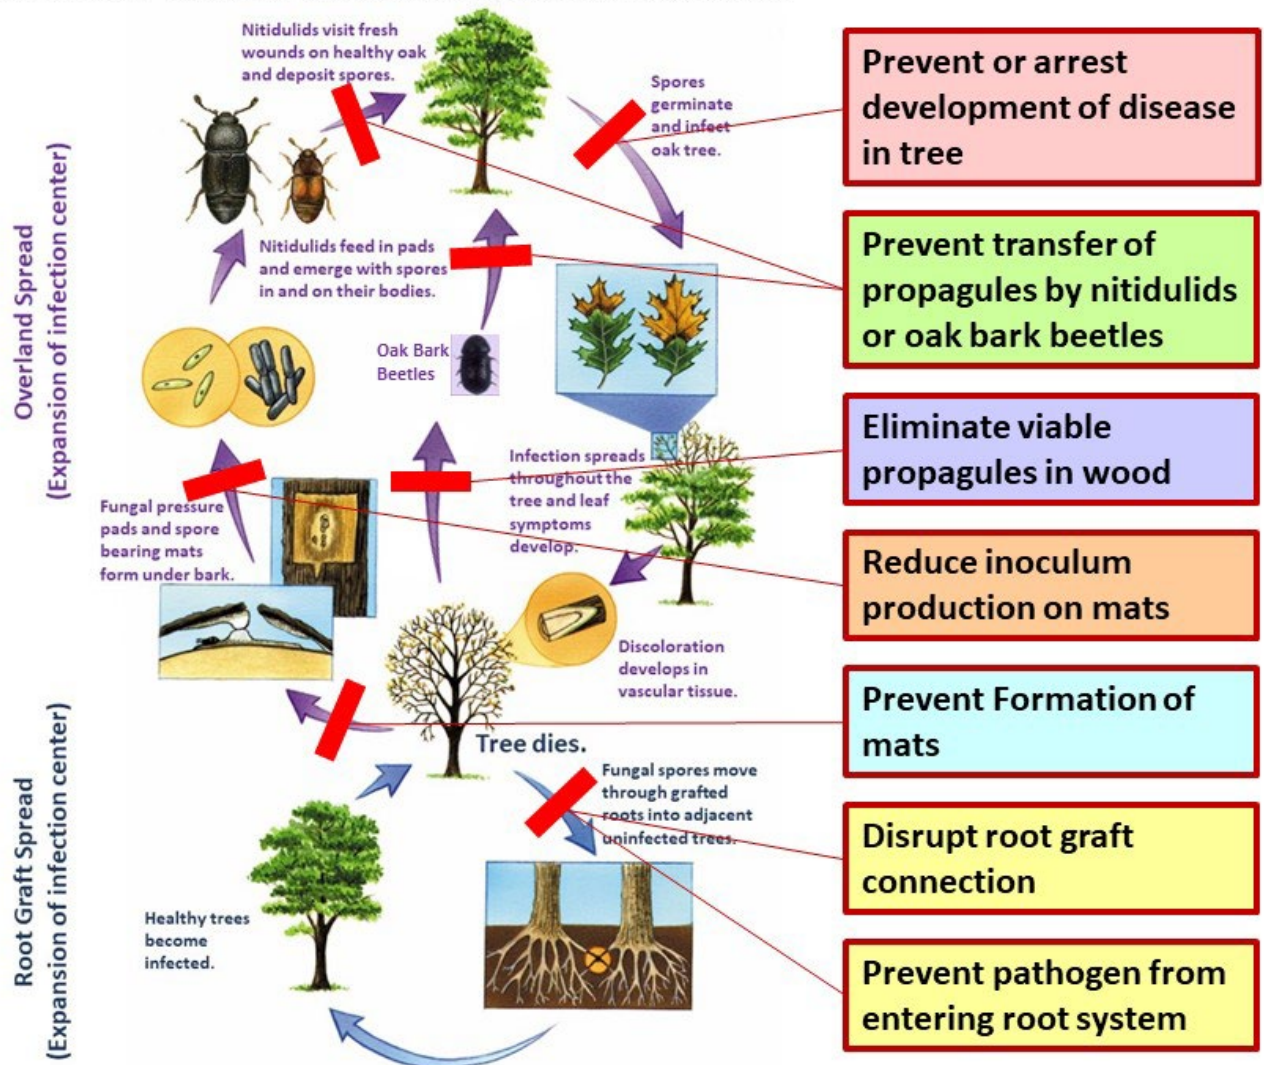 Nitidulids visit fresh
wounds on healthy oak
and deposit spores.
Spores
germinate
and infect
oak tree.
Nitidulids feed in pads
and emerge with spores
in and on their bodies.
Oak Bark
Beetles
Infection spreads
throughout the
tree and leaf
symptoms
develop.
Fungal pressure
pads and spore
bearing mats
form under bark.
Discoloration
develops in
vascular tissue.
Tree dies.
Fungal spores move
through grafted
roots into adjacent
uninfected trees.
Healthy trees
become
infected.
Overland Spread
(Expansion of infection center)
Root Graft Spread
(Expansion of infection center)
Prevent or arrest
development of disease
in tree
Prevent transfer of
propagules by nitidulids
or oak bark beetles
Eliminate viable
propagules in wood
Reduce inoculum
production on mats
Prevent Formation of
mats
Disrupt root graft
connection
Prevent pathogen from
entering root system